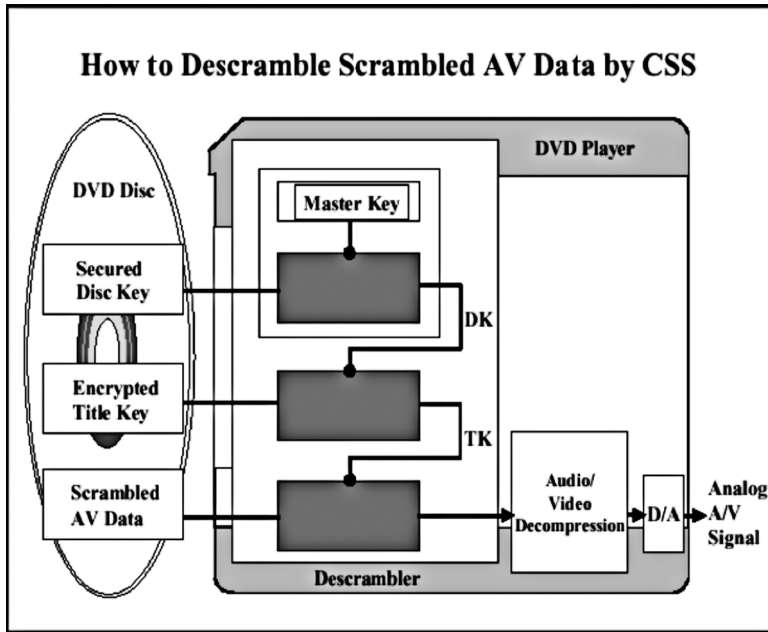 How to Descramble Scrambled AV Data by CSS
DVD Player
DVD Disc
Master Key
Secured
Disc Key
DK
Encrypted
Title Key
TK
Scrambled
AV Data
Audio/
Video
Decompression
D/A
Analog
A/V
Signal
Descrambler